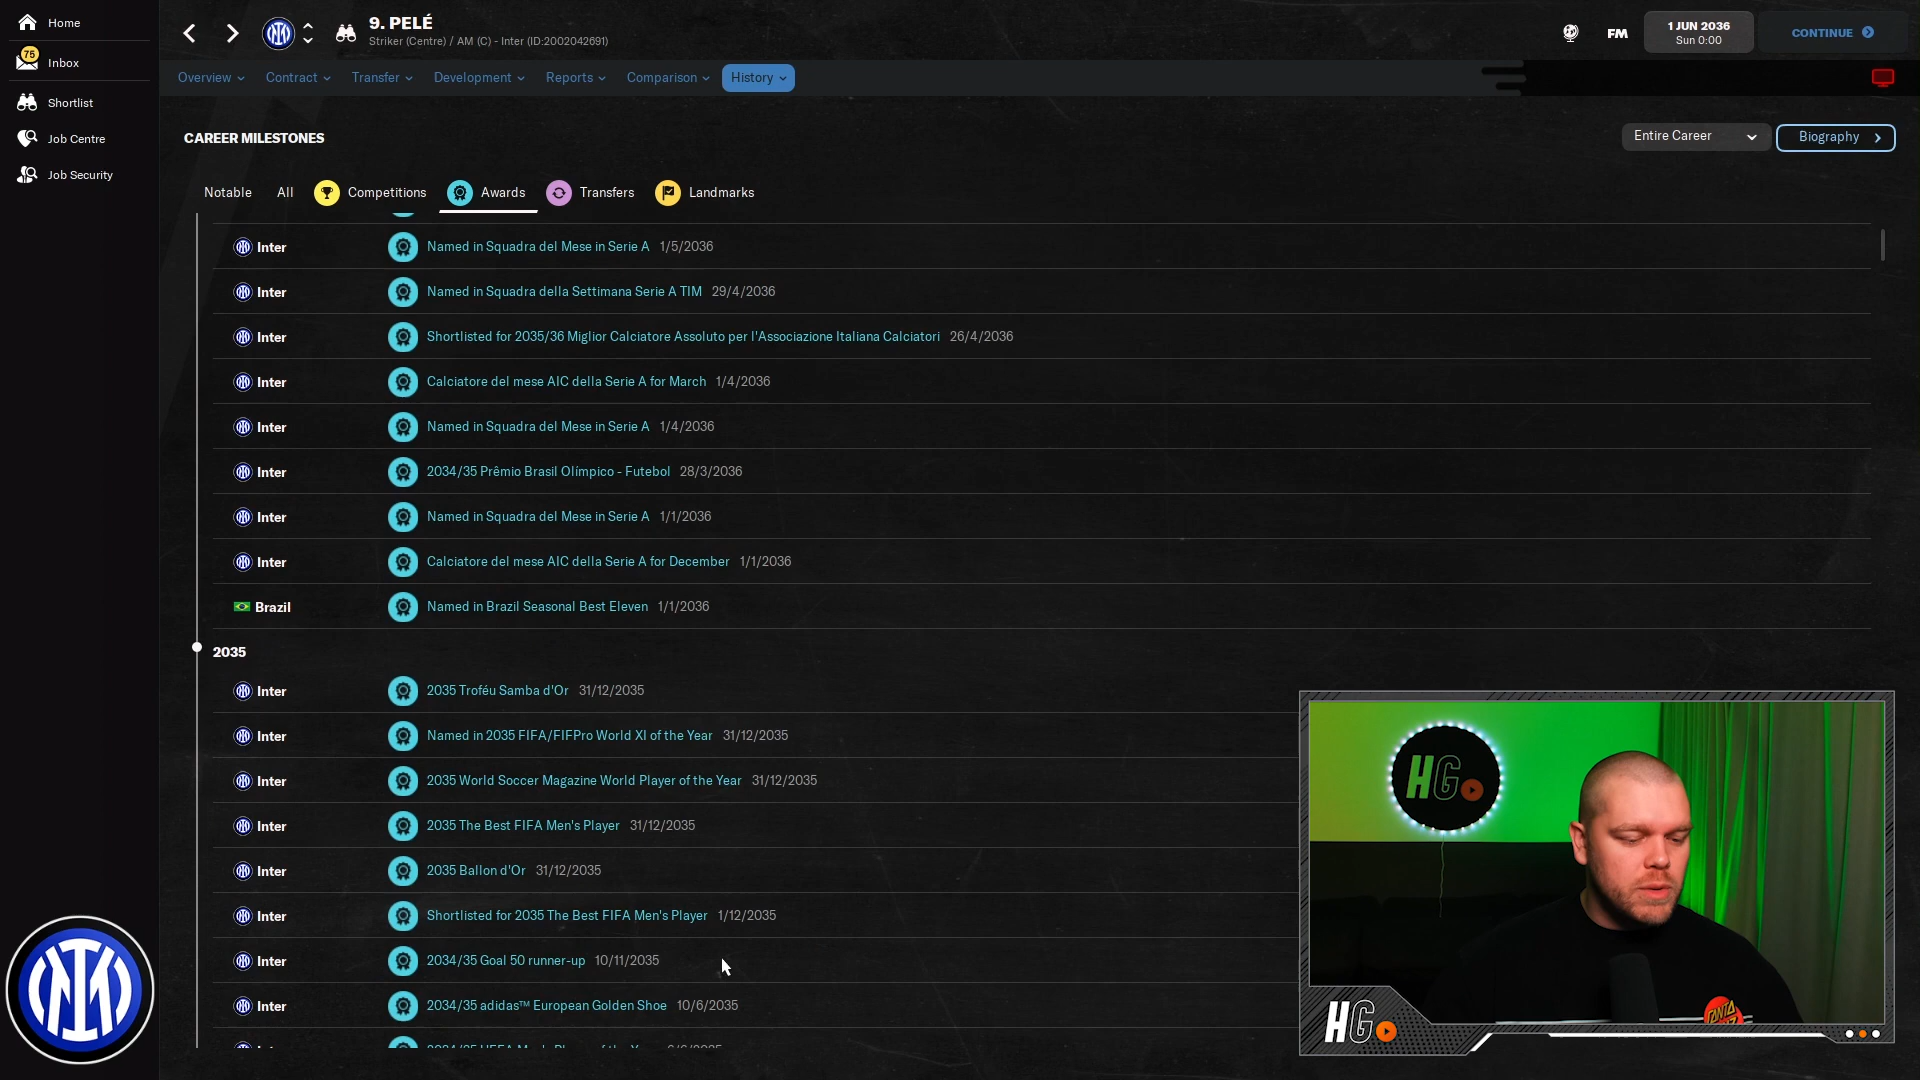 Home
75
Inbox
Shortlist
Job Centre
Job Security
9. PELÉ
Striker (Centre) / AM (C) - Inter (ID:2002042691)
FM
1 JUN 2036
Sun 0:00
CONTINUE
Overview
Contract
Transfer
Development
Reports
Comparison
History
CAREER MILESTONES
Entire Career
Biography
Notable
All
Competitions
Awards
Transfers
Landmarks
Inter Named in Squadra del Mese in Serie A 1/5/2036
Inter Named in Squadra della Settimana Serie A TIM 29/4/2036
Inter Shortlisted for 2035/36 Miglior Calciatore Assoluto per l'Associazione Italiana Calciatori 26/4/2036
Inter Calciatore del mese AIC della Serie A for March 1/4/2036
Inter Named in Squadra del Mese in Serie A 1/4/2036
Inter 2034/35 Prêmio Brasil Olímpico - Futebol 28/3/2036
Inter Named in Squadra del Mese in Serie A 1/1/2036
Inter Calciatore del mese AIC della Serie A for December 1/1/2036
Brazil Named in Brazil Seasonal Best Eleven 1/1/2036
2035
Inter 2035 Troféu Samba d'Or 31/12/2035
Inter Named in 2035 FIFA/FIFPro World XI of the Year 31/12/2035
Inter 2035 World Soccer Magazine World Player of the Year 31/12/2035
Inter 2035 The Best FIFA Men's Player 31/12/2035
Inter 2035 Ballon d'Or 31/12/2035
Inter Shortlisted for 2035 The Best FIFA Men's Player 1/12/2035
Inter 2034/35 Goal 50 runner-up 10/11/2035
Inter 2034/35 adidas™ European Golden Shoe 10/6/2035
HG
HG